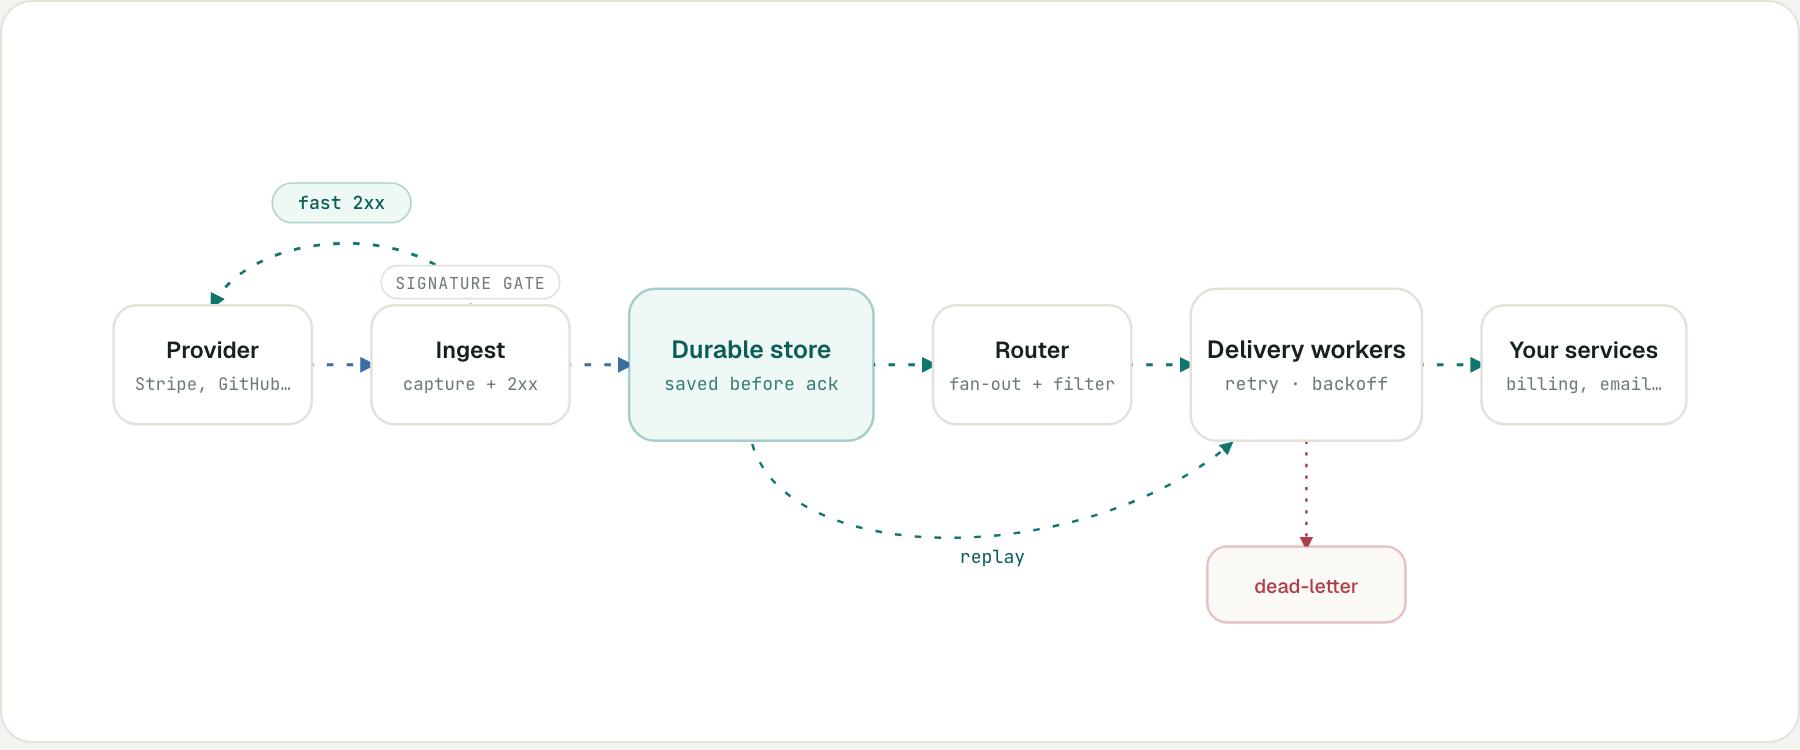 fast 2xx
SIGNATURE GATE
Provider
Stripe, GitHub…
Ingest
capture + 2xx
Durable store
saved before ack
Router
fan-out + filter
Delivery workers
retry · backoff
Your services
billing, email…
replay
dead-letter